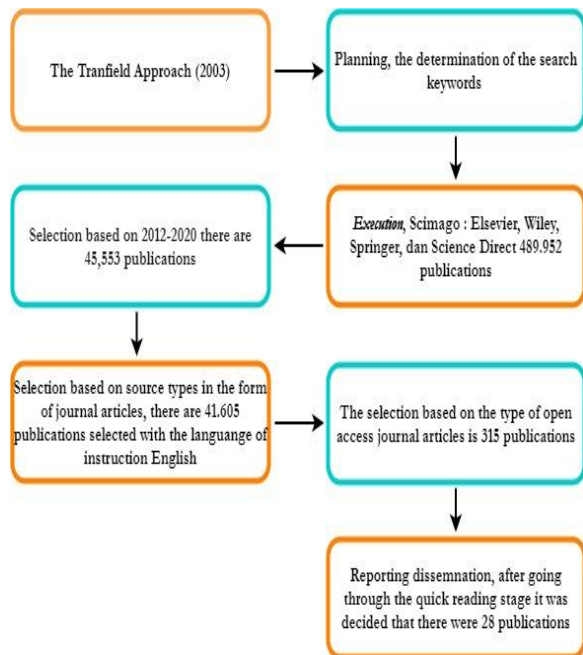 The Tranfield Approach (2003)
Planning, the determination of the search
keywords
Execution, Scimago : Elsevier, Wiley,
Springer, dan Science Direct 489.952
publications
Selection based on 2012-2020 there are
45,553 publications
Selection based on source types in the form
of journal articles, there are 41.605
publications selected with the languange of
instruction English
The selection based on the type of open
access journal articles is 315 publications
Reporting dissemnation, after going
through the quick reading stage it was
decided that there were 28 publications